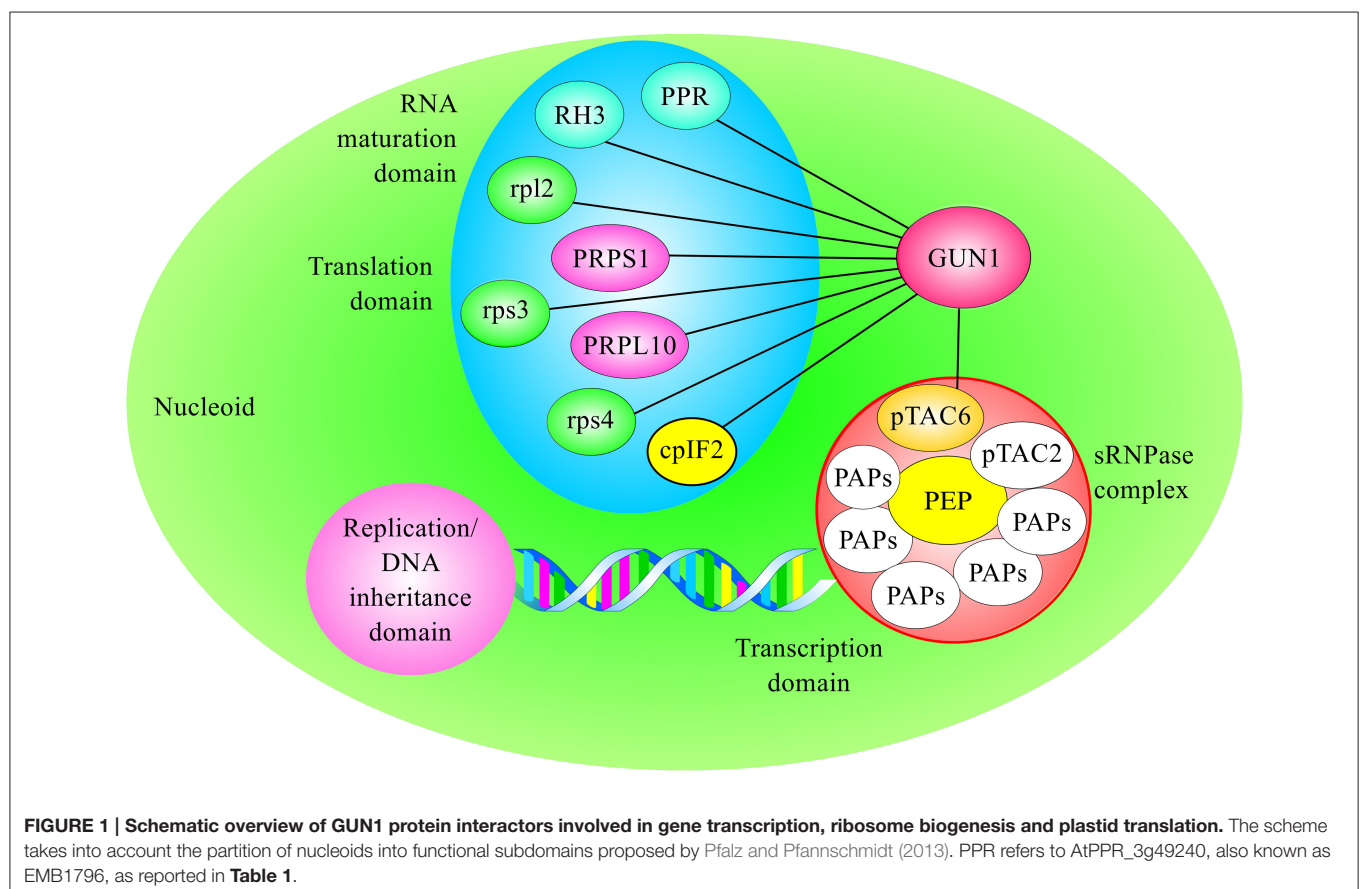 RNA
maturation
domain
RH3
PPR
rpl2
PRPS1
GUN1
Translation
domain
rps3
PRPL10
rps4
cpIF2
Nucleoid
pTAC6
pTAC2
sRNPase
complex
PAPs
PEP
PAPs
PAPs
PAPs
PAPs
Replication/
DNA
inheritance
domain
Transcription
domain
FIGURE 1 | Schematic overview of GUN1 protein interactors involved in gene transcription, ribosome biogenesis and plastid translation. The scheme
takes into account the partition of nucleoids into functional subdomains proposed by Pfalz and Pfannschmidt (2013). PPR refers to AtPPR_3g49240, also known as
EMB1796, as reported in Table 1.